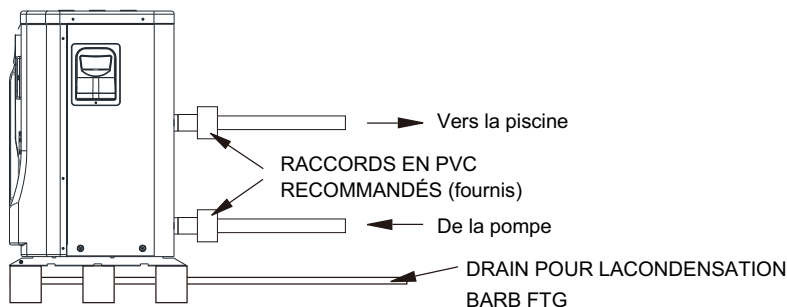 Vers la piscine
RACCORDS EN PVC
RECOMMANDÉS (fournis)
De la pompe
DRAIN POUR LACONDENSATION
BARB FTG